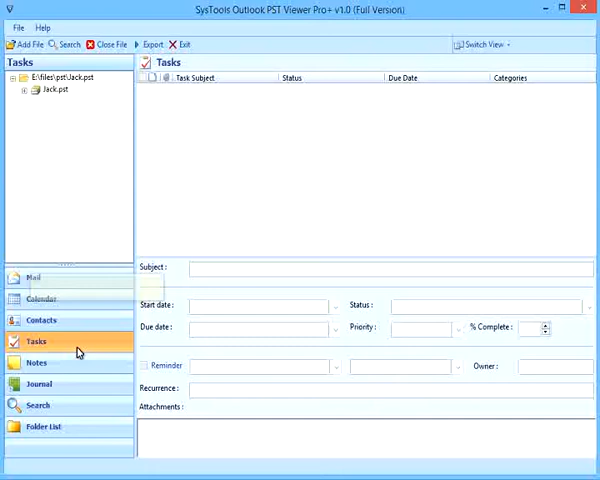 SysTools Outlook PST Viewer Pro+ v1.0 (Full Version)
File Help
Add File Search Close File Export Exit Switch View
Tasks Tasks
E:\files\pst\Jack.pst Task Subject Status Due Date Categories
Jack.pst
Subject :
Mail
Calendar
Start date : Status :
Contacts
Due date : Priority : % Complete :
Tasks
Notes Reminder Owner :
Journal Recurrence :
Search Attachments :
Folder List